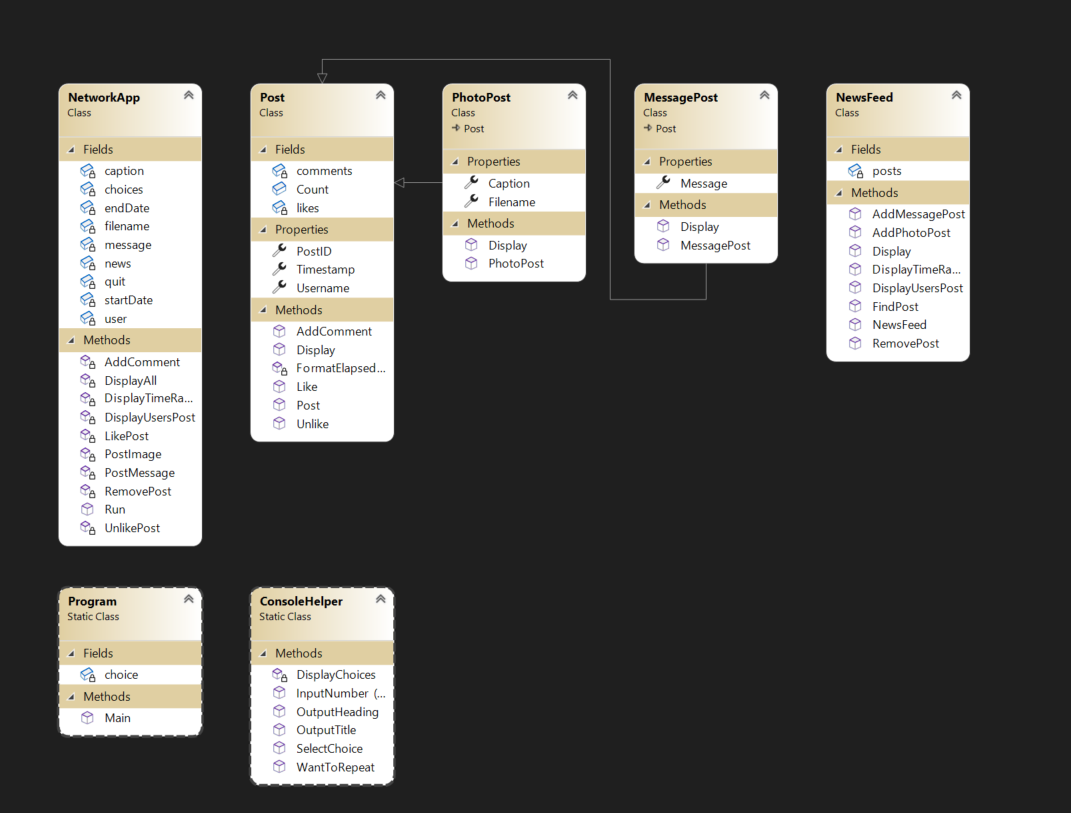 NetworkApp
Class
Fields
caption
choices
endDate
filename
message
news
quit
startDate
user
Methods
AddComment
DisplayAll
DisplayTimeRa...
DisplayUsersPost
LikePost
PostImage
PostMessage
RemovePost
Run
UnlikePost
Post
Class
Fields
comments
Count
likes
Properties
PostID
Timestamp
Username
Methods
AddComment
Display
FormatElapsed...
Like
Post
Unlike
PhotoPost
Class
Post
Properties
Caption
Filename
Methods
Display
PhotoPost
MessagePost
Class
Post
Properties
Message
Methods
Display
MessagePost
NewsFeed
Class
Fields
posts
Methods
AddMessagePost
AddPhotoPost
Display
DisplayTimeRa...
DisplayUsersPost
FindPost
NewsFeed
RemovePost
Program
Static Class
Fields
choice
Methods
Main
ConsoleHelper
Static Class
Methods
DisplayChoices
InputNumber (...
OutputHeading
OutputTitle
SelectChoice
WantToRepeat